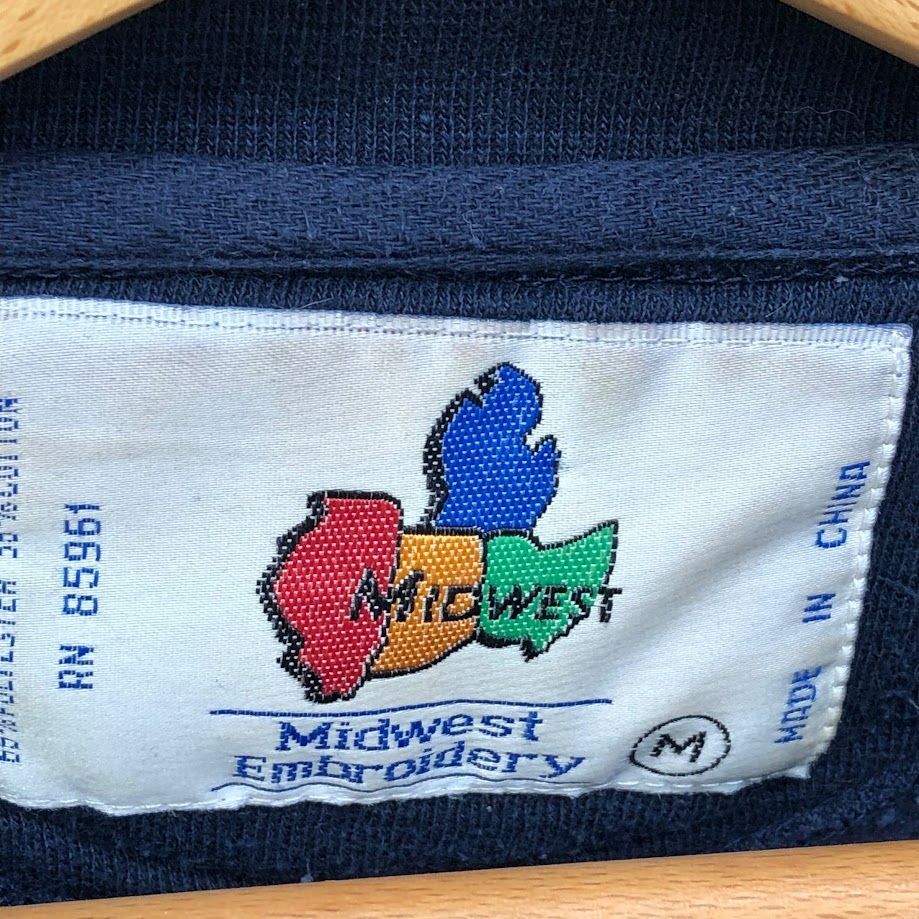 RN 85961
MIDWEST
Midwest
Embroidery
M
MADE IN CHINA